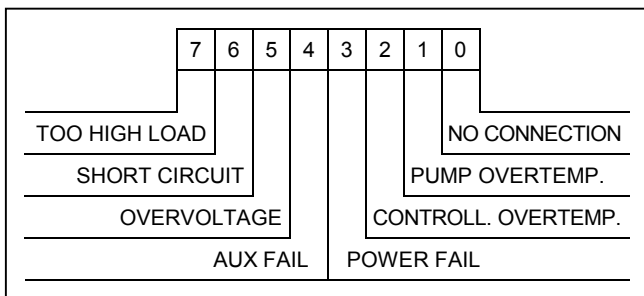 7 6 5 4 3 2 1 0
TOO HIGH LOAD NO CONNECTION
SHORT CIRCUIT PUMP OVERTEMP.
OVERVOLTAGE CONTROLL. OVERTEMP.
AUX FAIL POWER FAIL